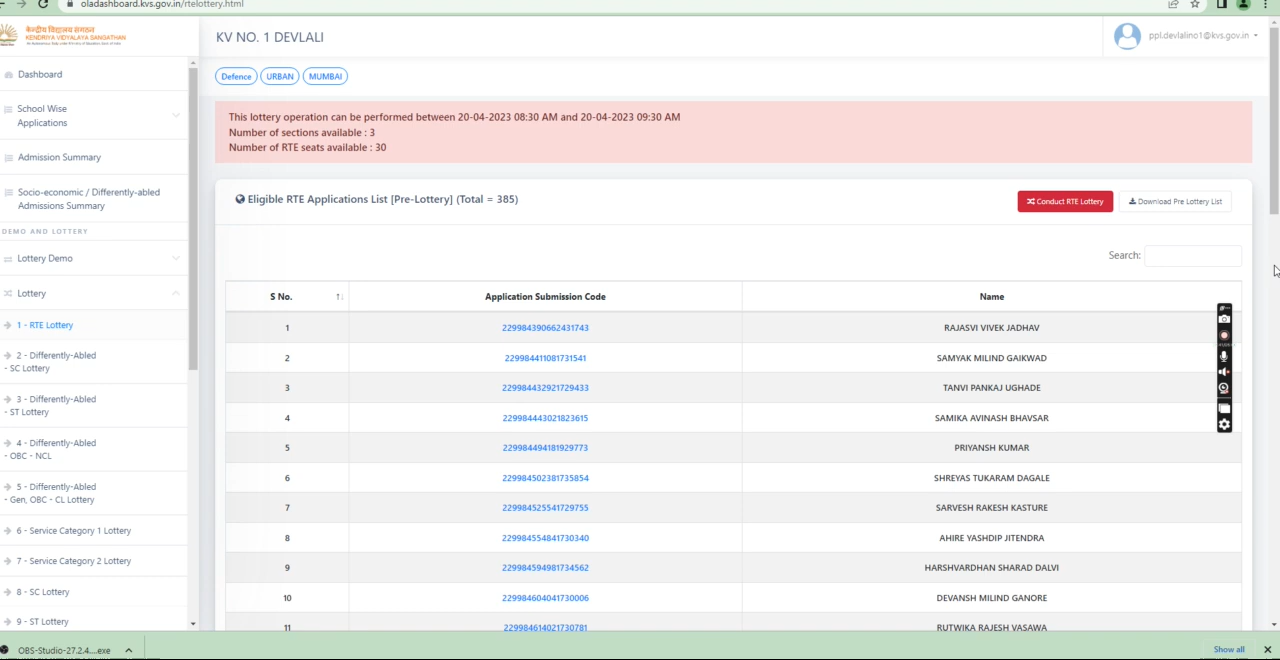 oladashboard.kvs.gov.in/rtelottery.html
केन्द्रीय विद्यालय संगठन
KENDRIYA VIDYALAYA SANGATHAN
KV NO. 1 DEVLALI
ppl.devlalino1@kvs.gov.in
Dashboard
School Wise
Applications
Admission Summary
Socio-economic / Differently-abled
Admissions Summary
DEMO AND LOTTERY
Lottery Demo
Lottery
1 - RTE Lottery
2 - Differently-Abled
- SC Lottery
3 - Differently-Abled
- ST Lottery
4 - Differently-Abled
- OBC - NCL
5 - Differently-Abled
- Gen, OBC - CL Lottery
6 - Service Category 1 Lottery
7 - Service Category 2 Lottery
8 - SC Lottery
9 - ST Lottery
Defence URBAN MUMBAI
This lottery operation can be performed between 20-04-2023 08:30 AM and 20-04-2023 09:30 AM
Number of sections available : 3
Number of RTE seats available : 30
Eligible RTE Applications List [Pre-Lottery] (Total = 385)
Conduct RTE Lottery Download Pre Lottery List
Search:
S No. Application Submission Code Name
1 229984390662431743 RAJASVI VIVEK JADHAV
2 229984411081731541 SAMYAK MILIND GAIKWAD
3 229984432921729433 TANVI PANKAJ UGHADE
4 229984443021823615 SAMIKA AVINASH BHAVSAR
5 229984494181929773 PRIYANSH KUMAR
6 229984502381735854 SHREYAS TUKARAM DAGALE
7 229984525541729755 SARVESH RAKESH KASTURE
8 229984554841730340 AHIRE YASHDIP JITENDRA
9 229984594981734562 HARSHVARDHAN SHARAD DALVI
10 229984604041730006 DEVANSH MILIND GANORE
11 229984614021730781 RUTWIKA RAJESH VASAWA
OBS-Studio-27.2.4....exe
Show all